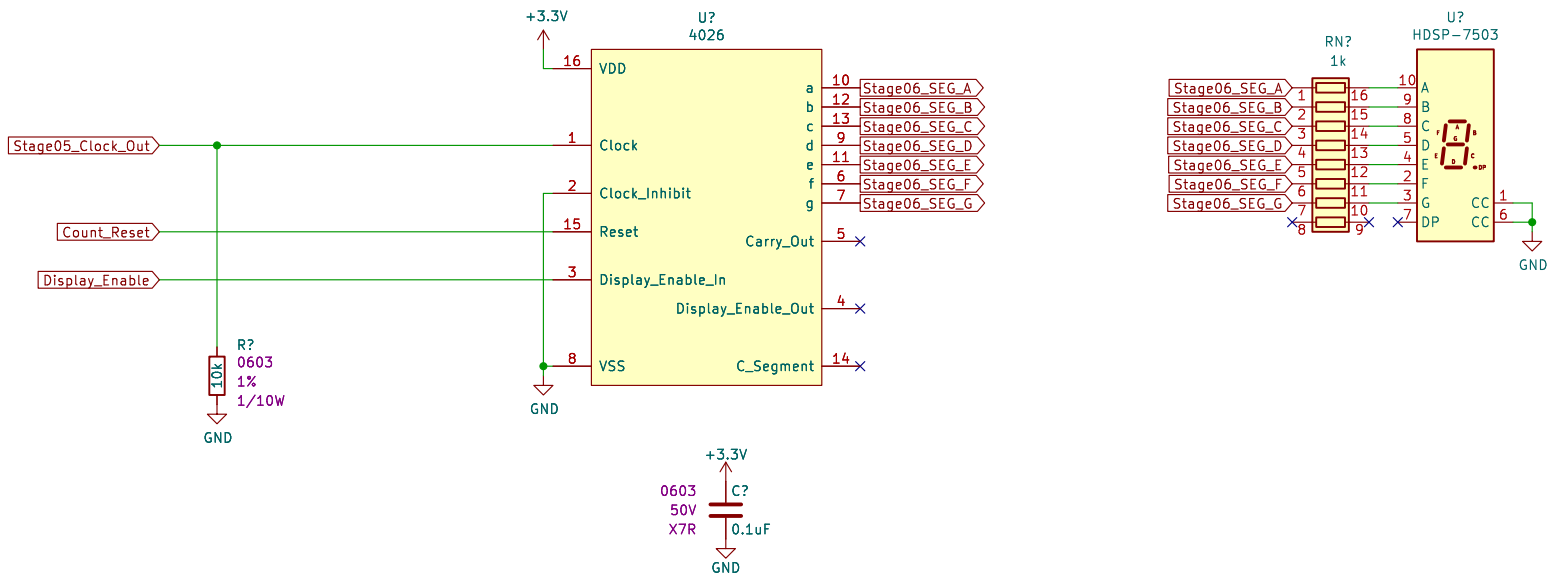 +3.3V
U?
4026
16 VDD
Stage05_Clock_Out
1 Clock
2 Clock_Inhibit
Count_Reset
15 Reset
Display_Enable
3 Display_Enable_In
8 VSS
GND
a 10 Stage06_SEG_A
b 12 Stage06_SEG_B
c 13 Stage06_SEG_C
d 9 Stage06_SEG_D
e 11 Stage06_SEG_E
f 6 Stage06_SEG_F
g 7 Stage06_SEG_G
Carry_Out 5
Display_Enable_Out 4
C_Segment 14
R?
0603
10k
1%
1/10W
GND
+3.3V
0603 C?
50V
X7R 0.1uF
GND
RN?
1k
Stage06_SEG_A
Stage06_SEG_B
Stage06_SEG_C
Stage06_SEG_D
Stage06_SEG_E
Stage06_SEG_F
Stage06_SEG_G
1 16
2 15
3 14
4 13
5 12
6 11
7 10
8 9
U?
HDSP-7503
10 A
9 B
8 C
5 D
4 E
2 F
3 G
7 DP
A
F B
G
E C
D
DP
CC 1
CC 6
GND